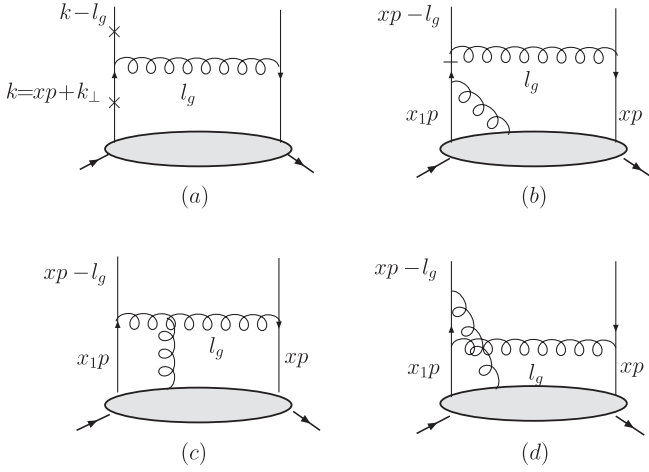 k−l_g
k=xp+k_⊥
l_g
(a)
xp−l_g
l_g
x_1p
xp
(b)
xp−l_g
l_g
x_1p
xp
(c)
xp−l_g
x_1p
l_g
xp
(d)